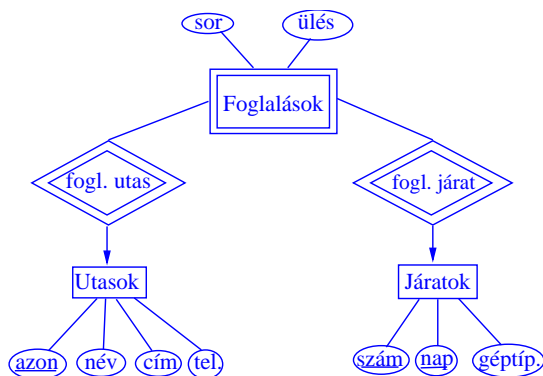 sor
ülés
Foglalások
fogl. utas
fogl. járat
Utasok
Járatok
azon
név
cím
tel.
szám
nap
géptíp.